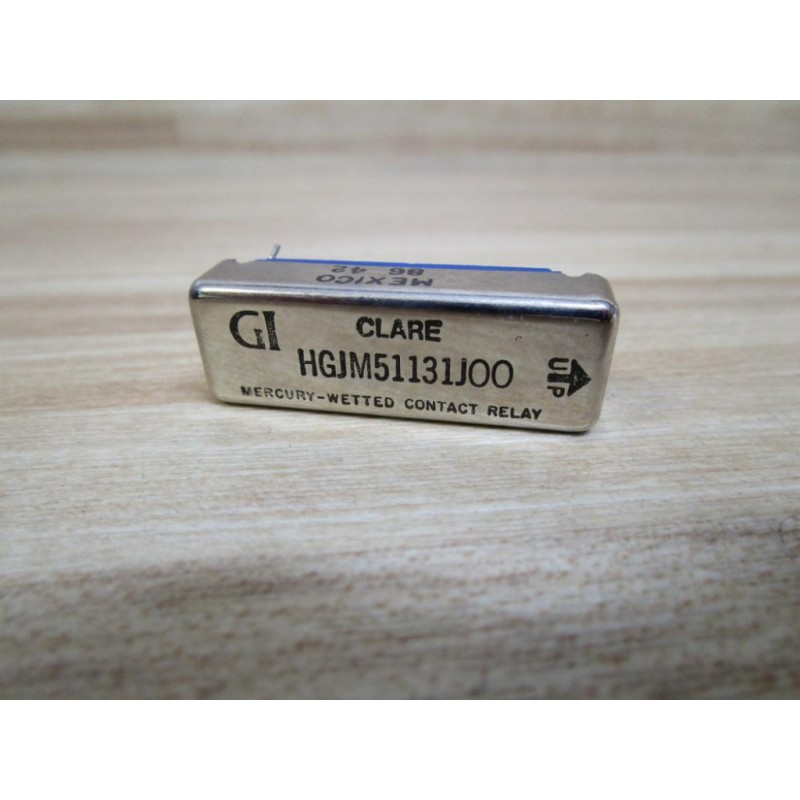 MEXICO
86 42
GI CLARE
HGJM51131J00
UP
MERCURY-WETTED CONTACT RELAY